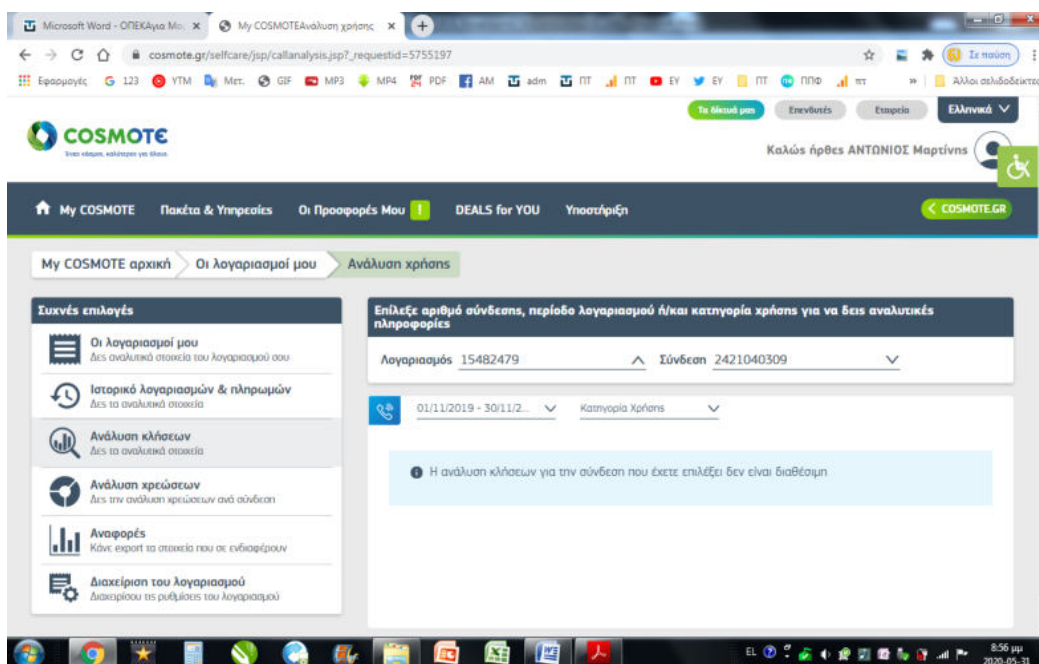 Microsoft Word - ΟΠΕΚΑγια Μο.
My COSMOTEΑνάλυση χρήσης
Σε παύση
cosmote.gr/selfcare/jsp/callanalysis.jsp?_requestid=5755197
Εφαρμογές G 123 YTM Μετ. GIF MP3 MP4 PDF ΑΜ adm ΠΤ ΠΤ ΕΥ ΕΥ ΠΤ ΠΠΦ πτ » Άλλοι σελιδοδείκτες
Τα δίκτυά μας Επενδυτές Εταιρεία Ελληνικά
COSMOTE
Ένας κόσμος, καλύτερος για όλους.
Καλώς ήρθες ΑΝΤΩΝΙΟΣ Μαρτίνης
My COSMOTE Πακέτα & Υπηρεσίες Οι Προσφορές Μου ! DEALS for YOU Υποστήριξη < COSMOTE.GR
My COSMOTE αρχική Οι λογαριασμοί μου Ανάλυση χρήσης
Συχνές επιλογές
Οι λογαριασμοί μου
Δες αναλυτικά στοιχεία του λογαριασμού σου
Ιστορικό λογαριασμών & πληρωμών
Δες τα αναλυτικά στοιχεία
Ανάλυση κλήσεων
Δες τα αναλυτικά στοιχεία
Ανάλυση χρεώσεων
Δες την ανάλυση χρεώσεων ανά σύνδεση
Αναφορές
Κάνε export τα στοιχεία που σε ενδιαφέρουν
Διαχείριση του λογαριασμού
Διαχειρίσου τις ρυθμίσεις του λογαριασμού
Επίλεξε αριθμό σύνδεσης, περίοδο λογαριασμού ή/και κατηγορία χρήσης για να δεις αναλυτικές
πληροφορίες
Λογαριασμός 15482479 Σύνδεση 2421040309
01/11/2019 - 30/11/2... Κατηγορία Χρήσης
Η ανάλυση κλήσεων για την σύνδεση που έχετε επιλέξει δεν είναι διαθέσιμη
EL 8:56 μμ
2020-05-31